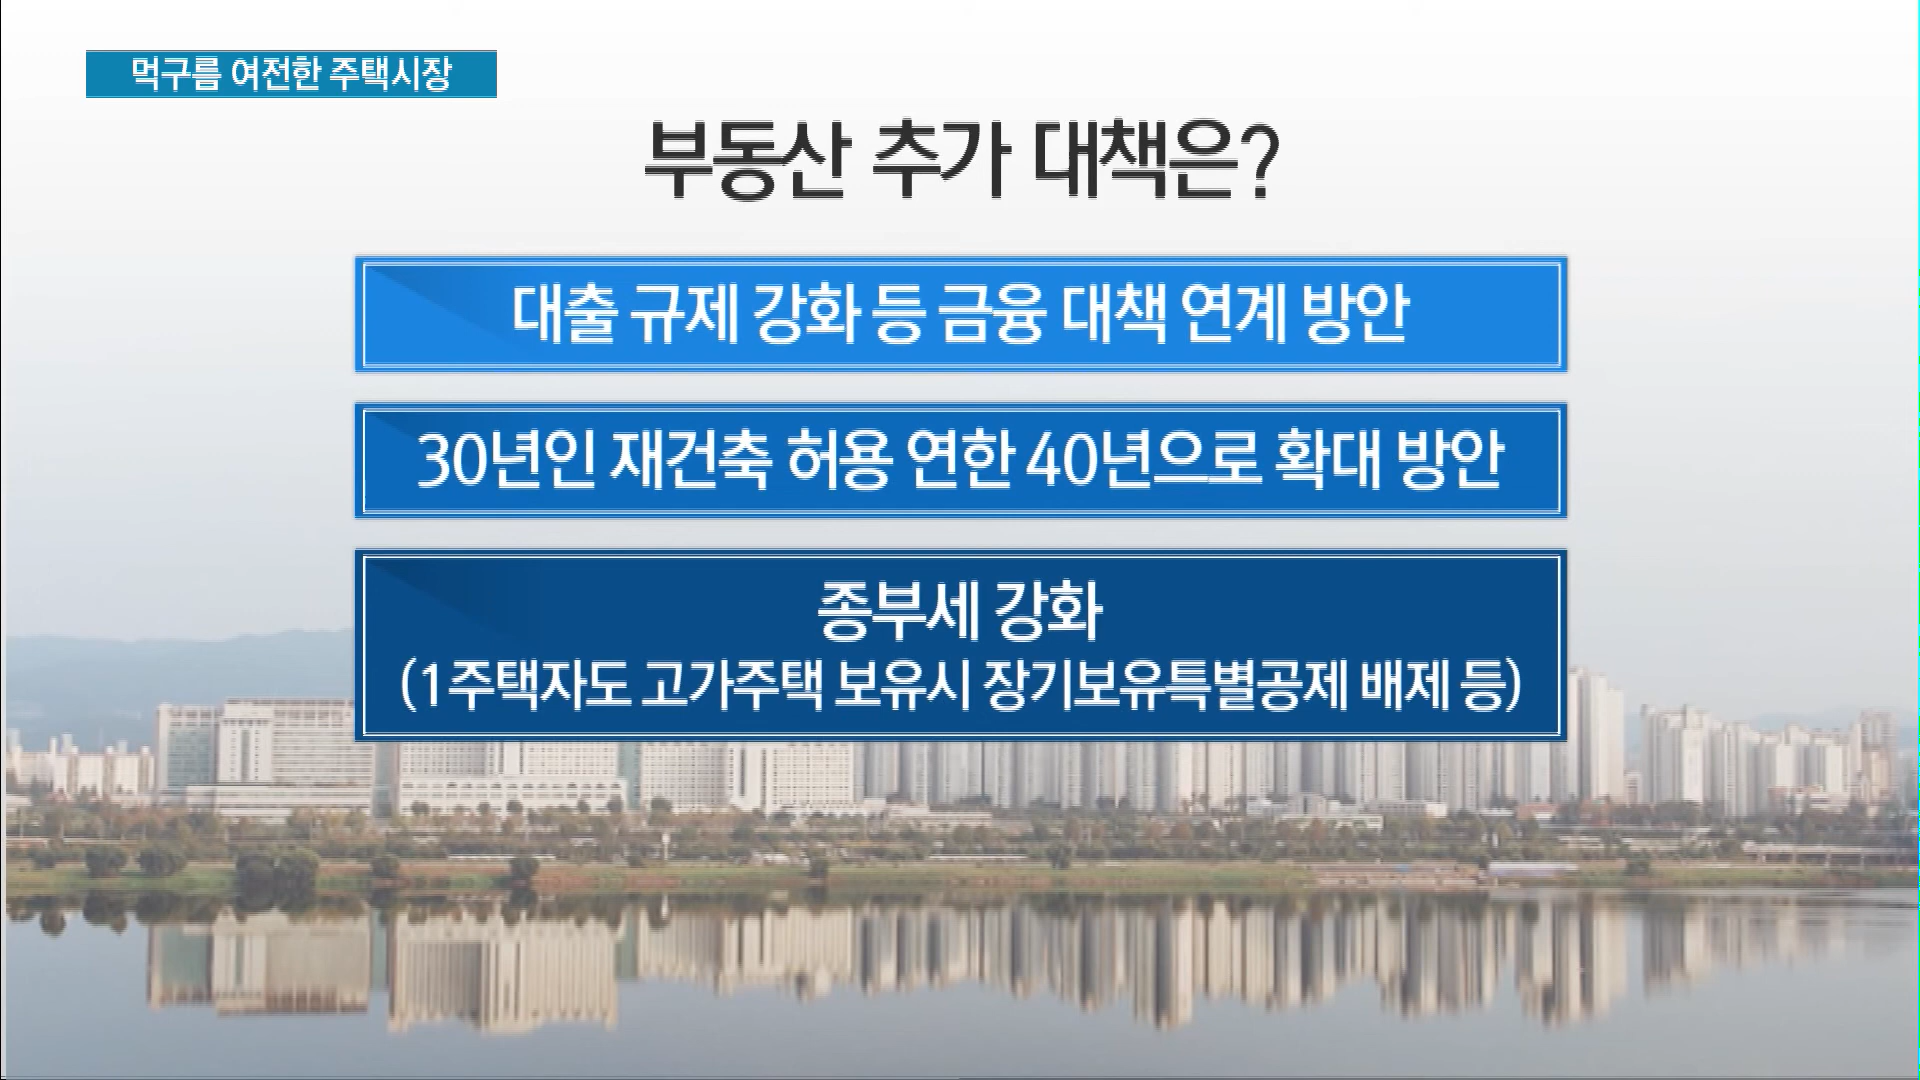 먹구름 여전한 주택시장
부동산 추가 대책은?
대출 규제 강화 등 금융 대책 연계 방안
30년인 재건축 허용 연한 40년으로 확대 방안
종부세 강화
(1주택자도 고가주택 보유시 장기보유특별공제 배제 등)